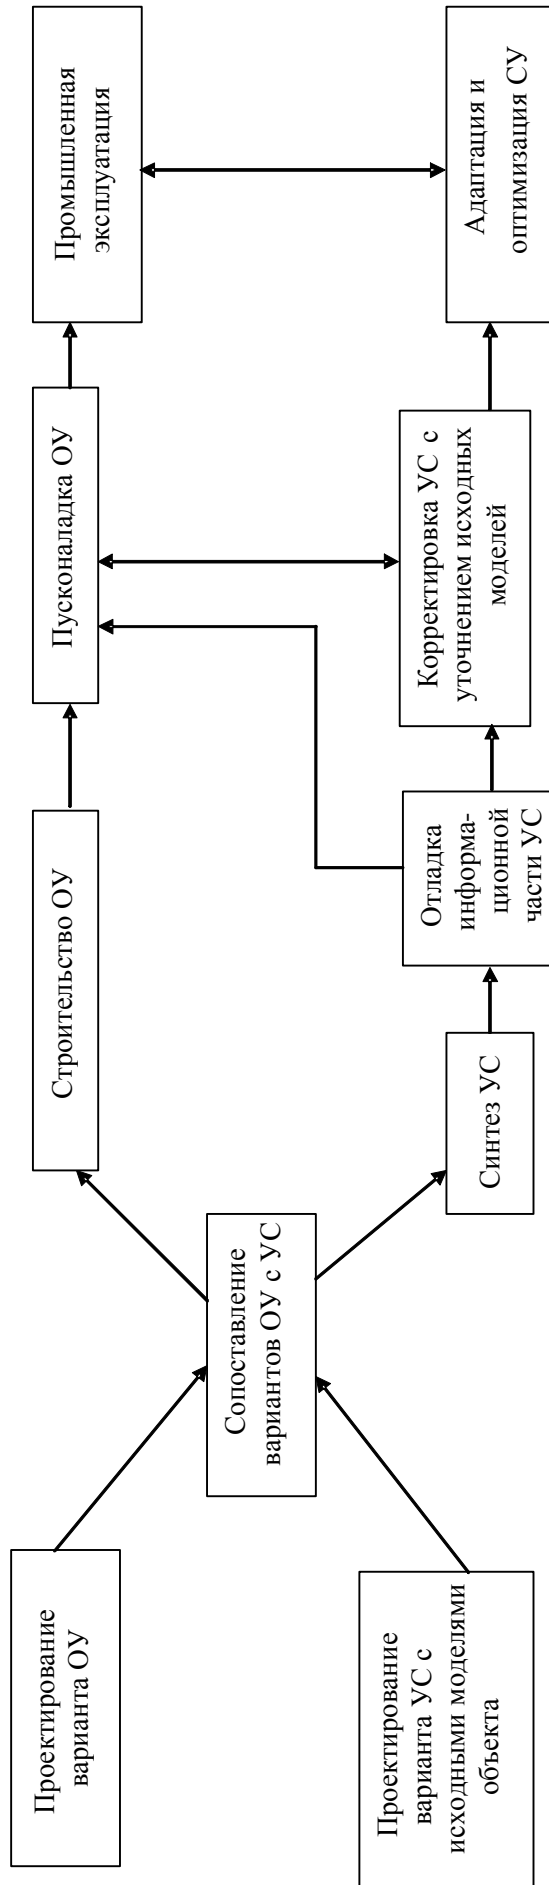 Проектирование
варианта ОУ
Проектирование
варианта УС с
исходными моделями
объекта
Сопоставление
вариантов ОУ с УС
Строительство ОУ
Синтез УС
Отладка
информа-
ционной
части УС
Пусконаладка ОУ
Корректировка УС с
уточнением исходных
моделей
Промышленная
эксплуатация
Адаптация и
оптимизация СУ